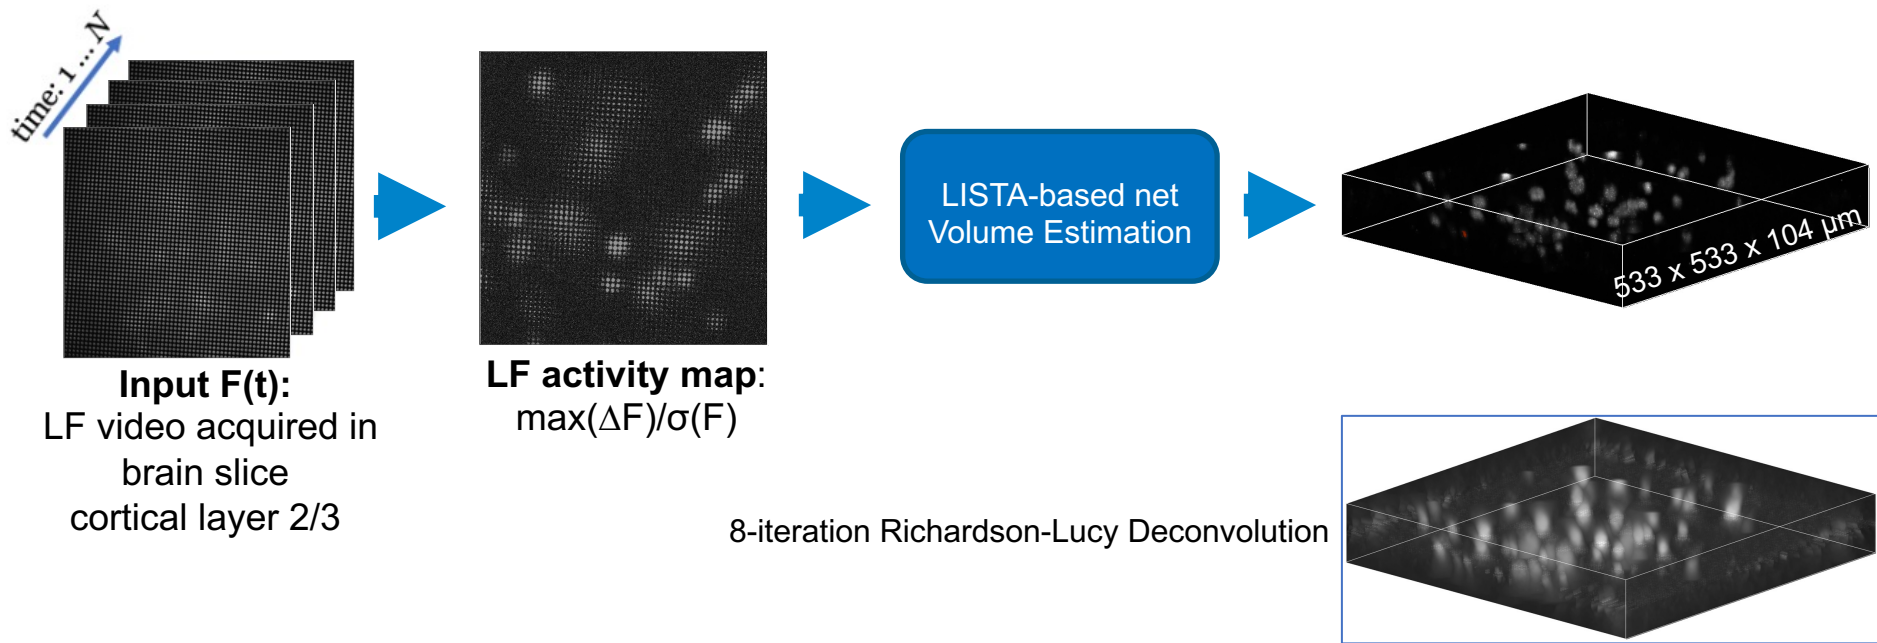 time: 1 ... N
Input F(t):
LF video acquired in
brain slice
cortical layer 2/3
LF activity map:
max(ΔF)/σ(F)
LISTA-based net
Volume Estimation
533 x 533 x 104 μm
8-iteration Richardson-Lucy Deconvolution